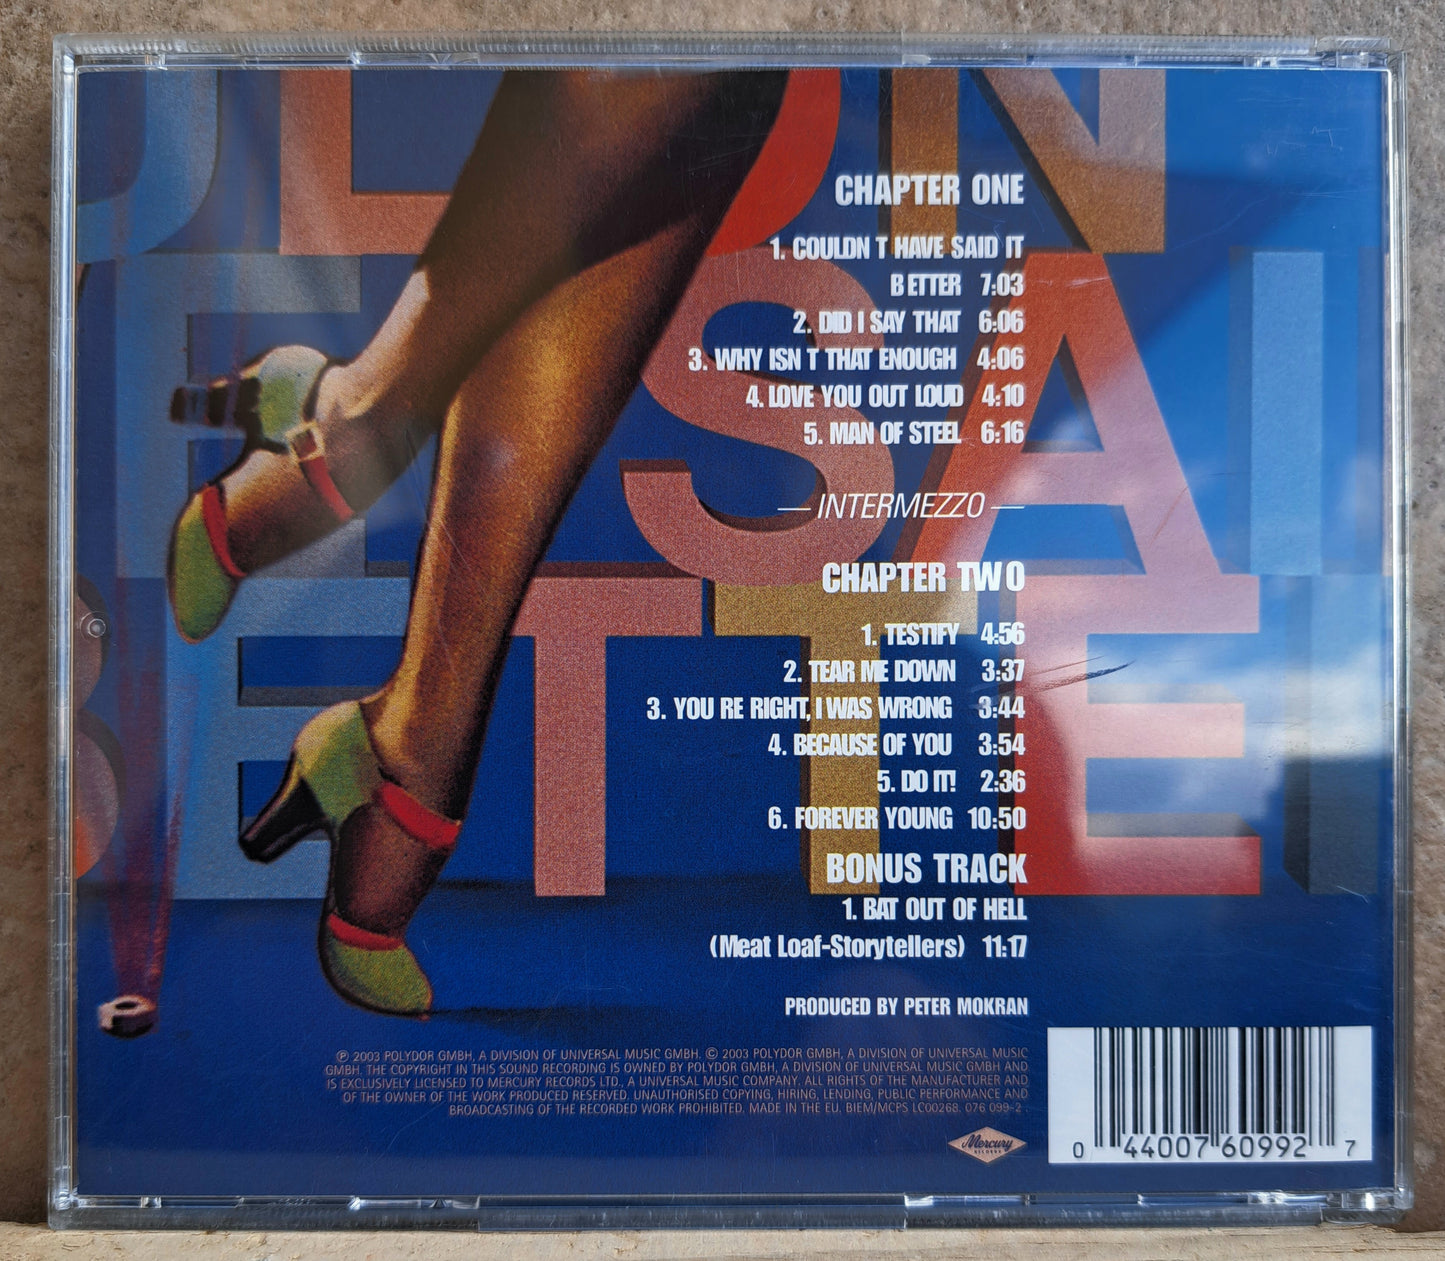 CHAPTER ONE
1. COULDN T HAVE SAID IT
BETTER 7:03
2. DID I SAY THAT 6:06
3. WHY ISN T THAT ENOUGH 4:06
4. LOVE YOU OUT LOUD 4:10
5. MAN OF STEEL 6:16
— INTERMEZZO —
CHAPTER TWO
1. TESTIFY 4:56
2. TEAR ME DOWN 3:37
3. YOU RE RIGHT, I WAS WRONG 3:44
4. BECAUSE OF YOU 3:54
5. DO IT! 2:36
6. FOREVER YOUNG 10:50
BONUS TRACK
1. BAT OUT OF HELL
(Meat Loaf-Storytellers) 11:17
PRODUCED BY PETER MOKRAN
℗ 2003 POLYDOR GMBH, A DIVISION OF UNIVERSAL MUSIC GMBH. © 2003 POLYDOR GMBH, A DIVISION OF UNIVERSAL MUSIC
GMBH. THE COPYRIGHT IN THIS SOUND RECORDING IS OWNED BY POLYDOR GMBH, A DIVISION OF UNIVERSAL MUSIC GMBH AND
IS EXCLUSIVELY LICENSED TO MERCURY RECORDS LTD., A UNIVERSAL MUSIC COMPANY. ALL RIGHTS OF THE MANUFACTURER AND
OF THE OWNER OF THE WORK PRODUCED RESERVED. UNAUTHORISED COPYING, HIRING, LENDING, PUBLIC PERFORMANCE AND
BROADCASTING OF THE RECORDED WORK PROHIBITED. MADE IN THE EU. BIEM/MCPS LC00268. 076 099-2
Mercury
RECORDS
0 44007 60992 7